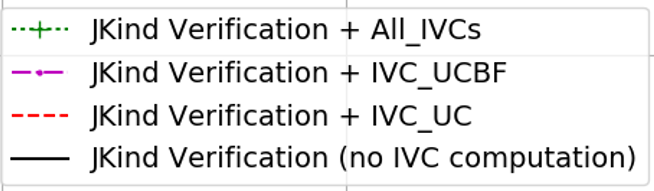 JKind Verification + All_IVCs
JKind Verification + IVC_UCBF
JKind Verification + IVC_UC
JKind Verification (no IVC computation)